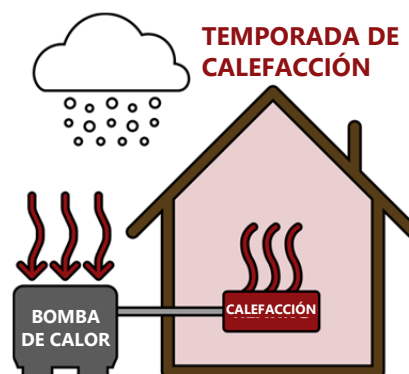 TEMPORADA DE
CALEFACCIÓN
CALEFACCIÓN
BOMBA
DE CALOR